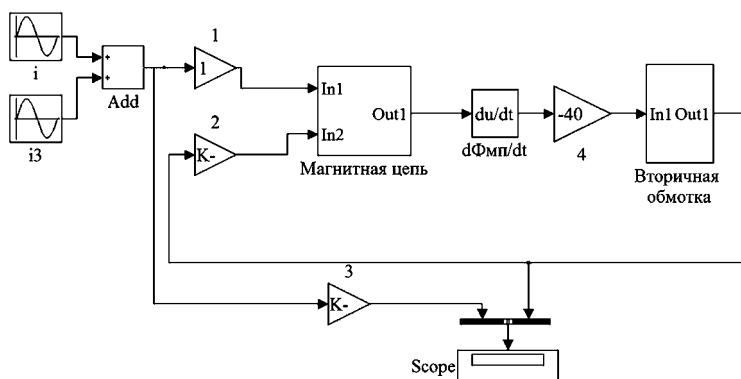 i
i3
+
+
Add
1
1
2
K-
In1
In2
Out1
Магнитная цепь
du/dt
dФмп/dt
-40
4
In1 Out1
Вторичная
обмотка
3
K-
Scope